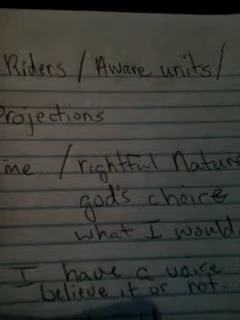 Riders / Aware units /
Projections
me / rightful Nature
god's choice
what I would
I have a voice
believe it or not.